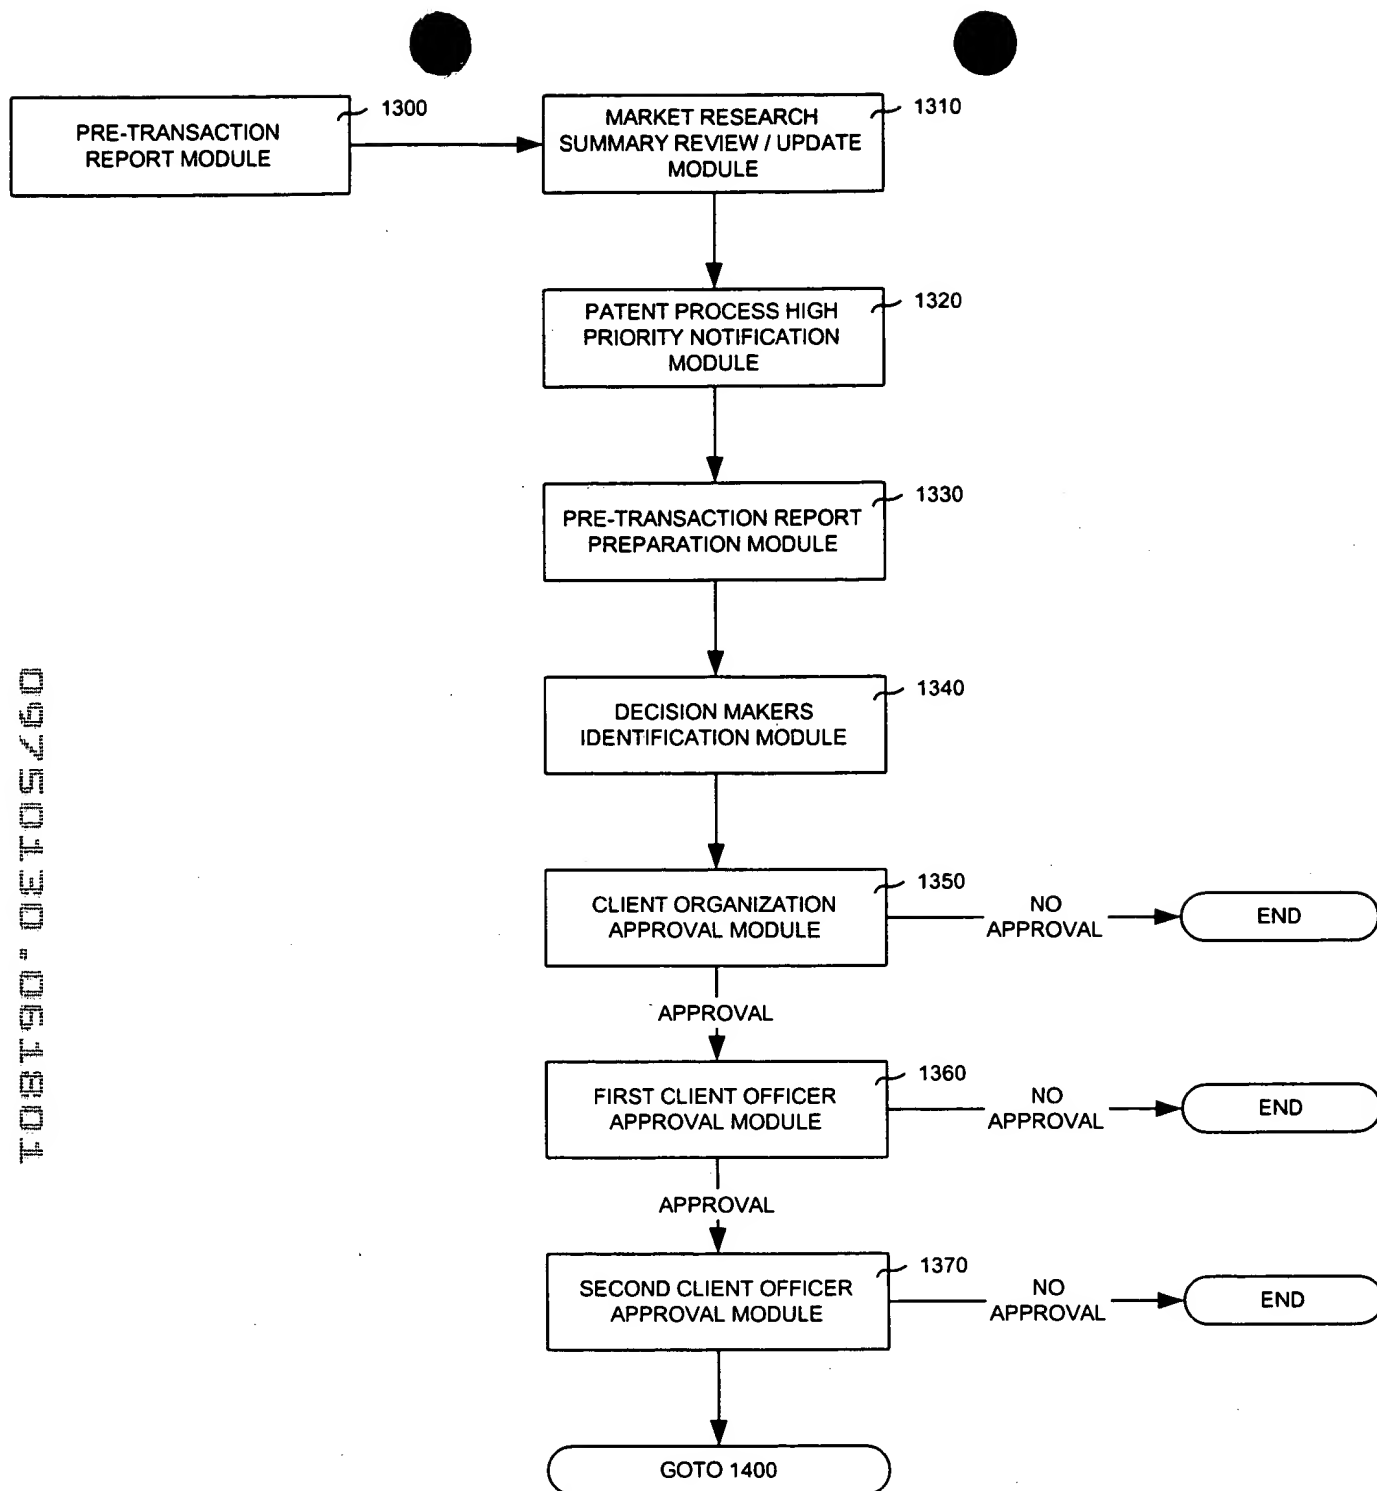 1300
PRE-TRANSACTION
REPORT MODULE
1310
MARKET RESEARCH
SUMMARY REVIEW / UPDATE
MODULE
1320
PATENT PROCESS HIGH
PRIORITY NOTIFICATION
MODULE
1330
PRE-TRANSACTION REPORT
PREPARATION MODULE
1340
DECISION MAKERS
IDENTIFICATION MODULE
1350
CLIENT ORGANIZATION
APPROVAL MODULE
NO
APPROVAL
END
APPROVAL
1360
FIRST CLIENT OFFICER
APPROVAL MODULE
NO
APPROVAL
END
APPROVAL
1370
SECOND CLIENT OFFICER
APPROVAL MODULE
NO
APPROVAL
END
GOTO 1400
09750130.061801